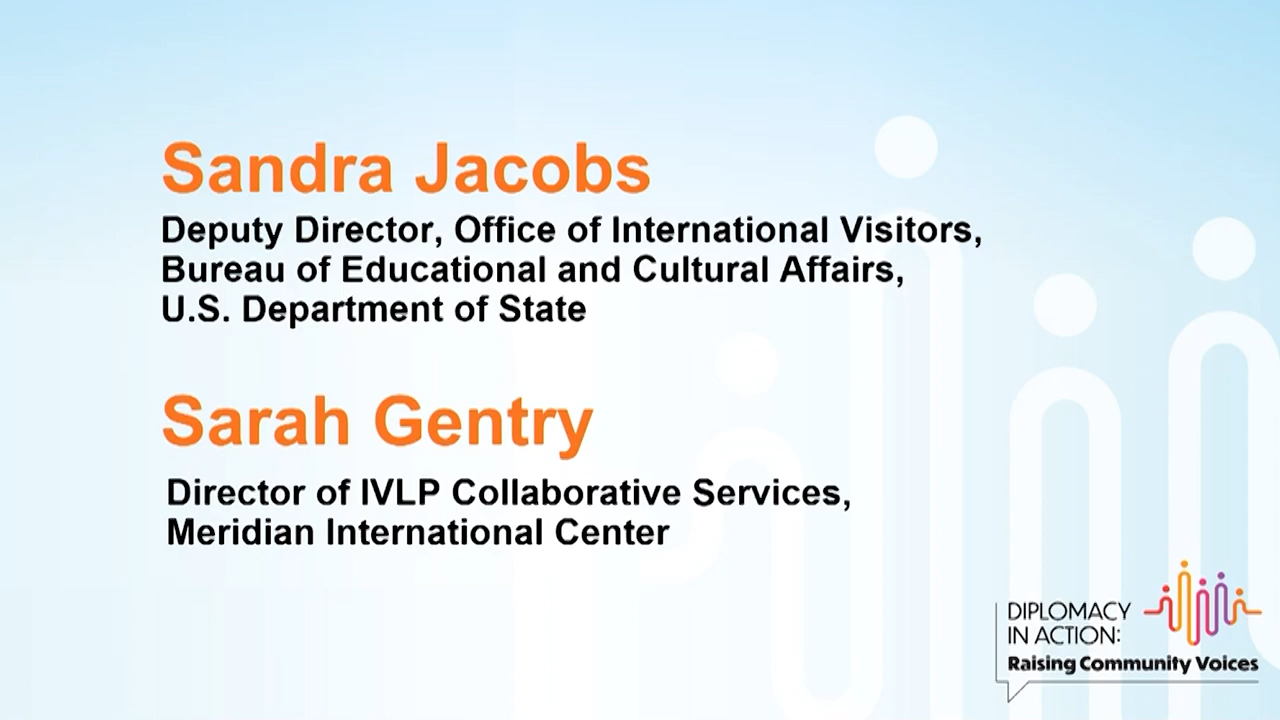 Sandra Jacobs
Deputy Director, Office of International Visitors,
Bureau of Educational and Cultural Affairs,
U.S. Department of State
Sarah Gentry
Director of IVLP Collaborative Services,
Meridian International Center
DIPLOMACY
IN ACTION:
Raising Community Voices